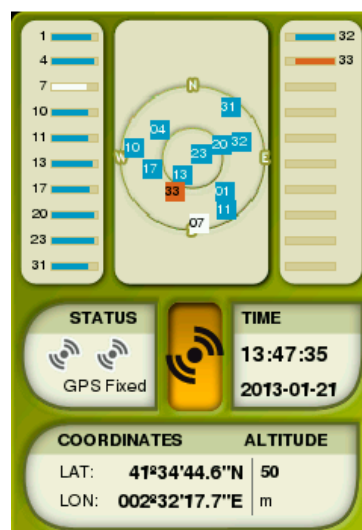 1
4
7
10
11
13
17
20
23
31
N
31
04
10
W
20
32
23
E
17
13
33
01
11
07
32
33
STATUS
GPS Fixed
TIME
13:47:35
2013-01-21
COORDINATES ALTITUDE
LAT: 41º34'44.6"N 50
LON: 002º32'17.7"E m